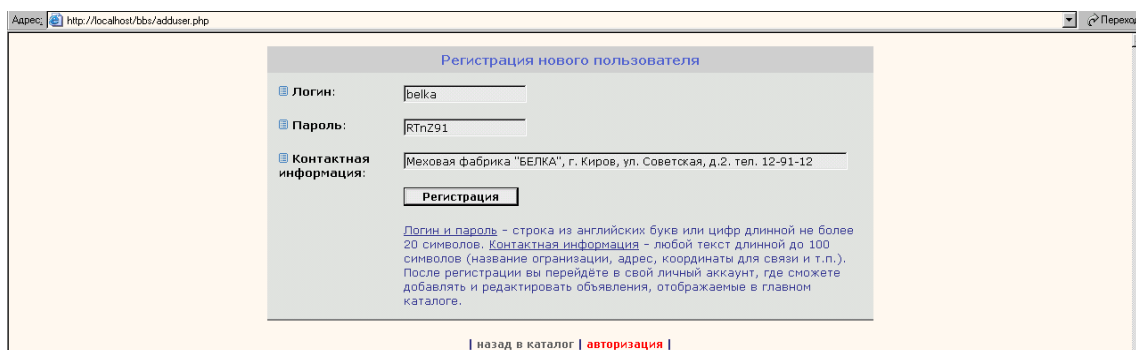 Адрес: http://localhost/bbs/adduser.php Переход
Регистрация нового пользователя
Логин: belka
Пароль: RTnZ91
Контактная Меховая фабрика "БЕЛКА", г. Киров, ул. Советская, д.2. тел. 12-91-12
информация:
Регистрация
Логин и пароль - строка из английских букв или цифр длинной не более
20 символов. Контактная информация - любой текст длинной до 100
символов (название огранизации, адрес, координаты для связи и т.п.).
После регистрации вы перейдёте в свой личный аккаунт, где сможете
добавлять и редактировать объявления, отображаемые в главном
каталоге.
| назад в каталог | авторизация |